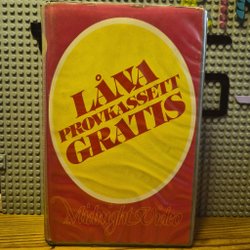 LÅNA
PROVKASSETT
GRATIS
Midnight Video